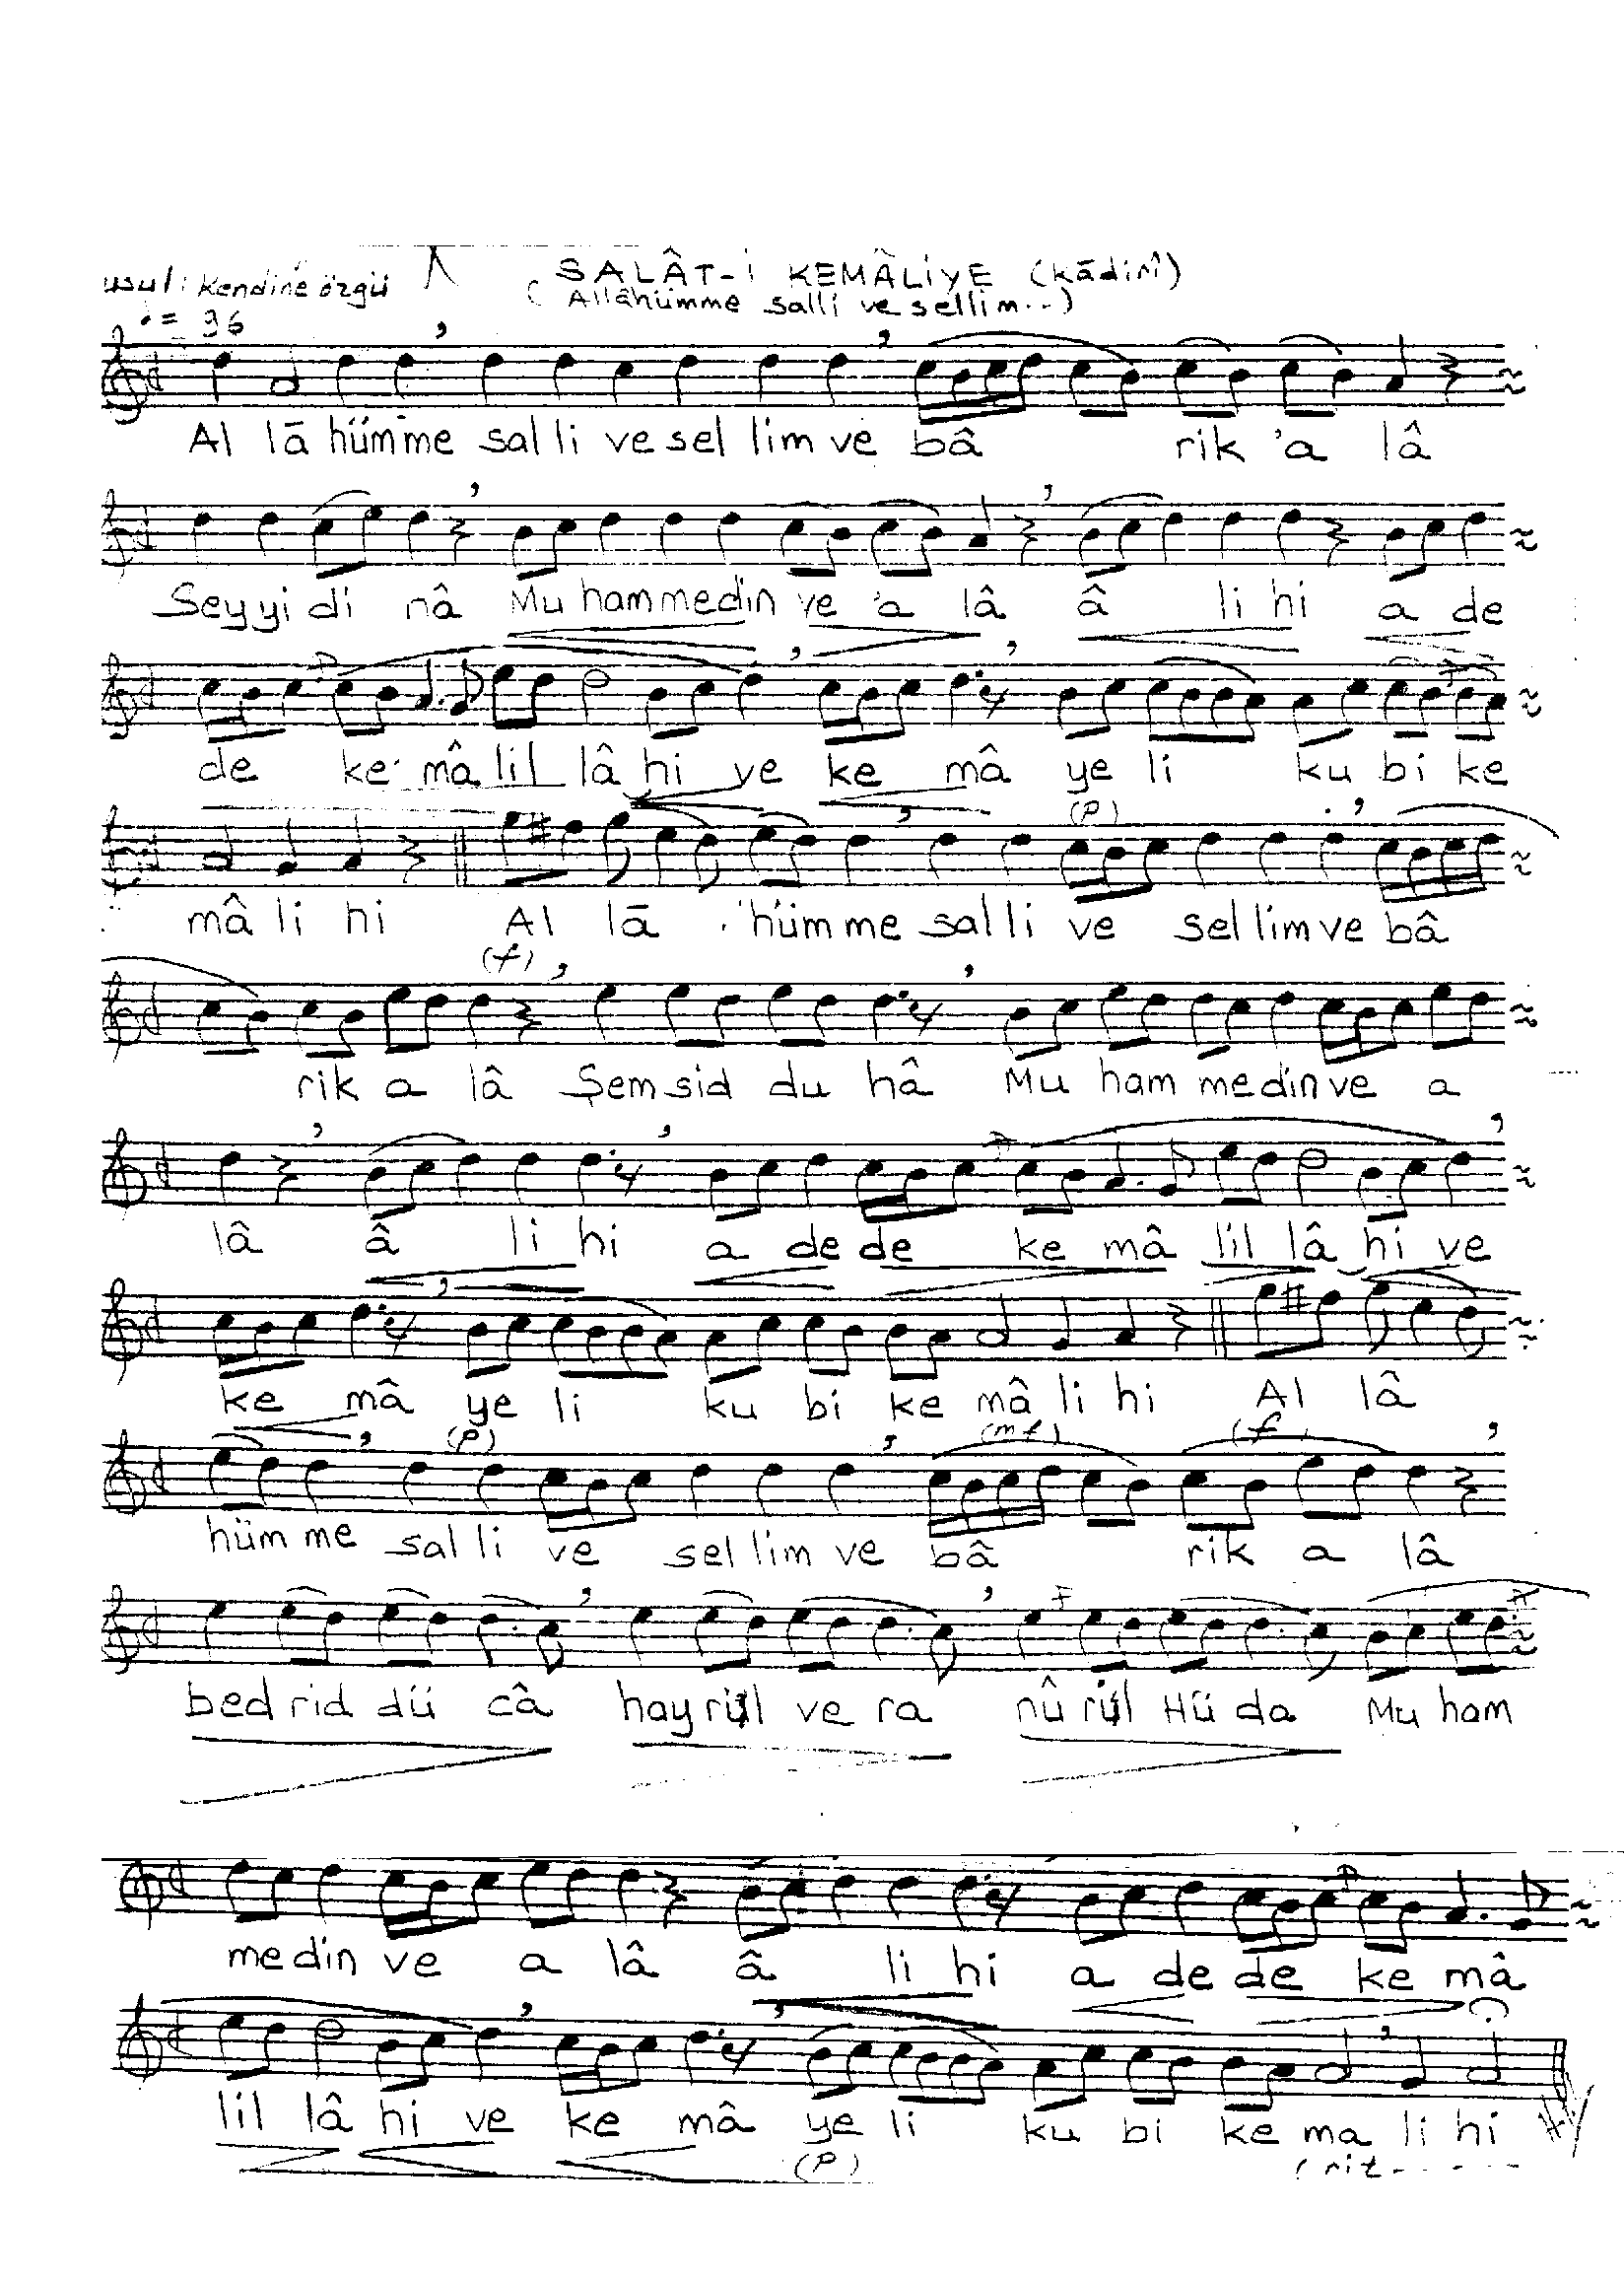 usuli kendine özgü
SALÂT-İ KEMÂLİYE (Kādirî)
(Allâhümme salli ve sellim...)
♩= 96
Al lā hüm me sal li ve sel lim ve bâ rik 'a lâ
Sey yi di nâ Mu ham me din ve 'a lâ â li hi a de
de ke mâ lil lâ hi ve ke mâ ye li ku bi ke
(P)
mâ li hi Al lā hüm me sal li ve sel lim ve bâ
(f)
rik a lâ Şem sid du hâ Mu ham me din ve a
lâ â li hi a de de ke mâ lil lâ hi ve
ke mâ ye li ku bi ke mâ li hi Al lâ
(P) (mf) (f)
hüm me sal li ve sel lim ve bâ rik a lâ
bed rid dü câ hay rül ve ra nû rül Hü da Mu ham
me din ve a lâ â li hi a de de ke mâ
lil lâ hi ve ke mâ ye li ku bi ke ma li hi
(P) (rit------